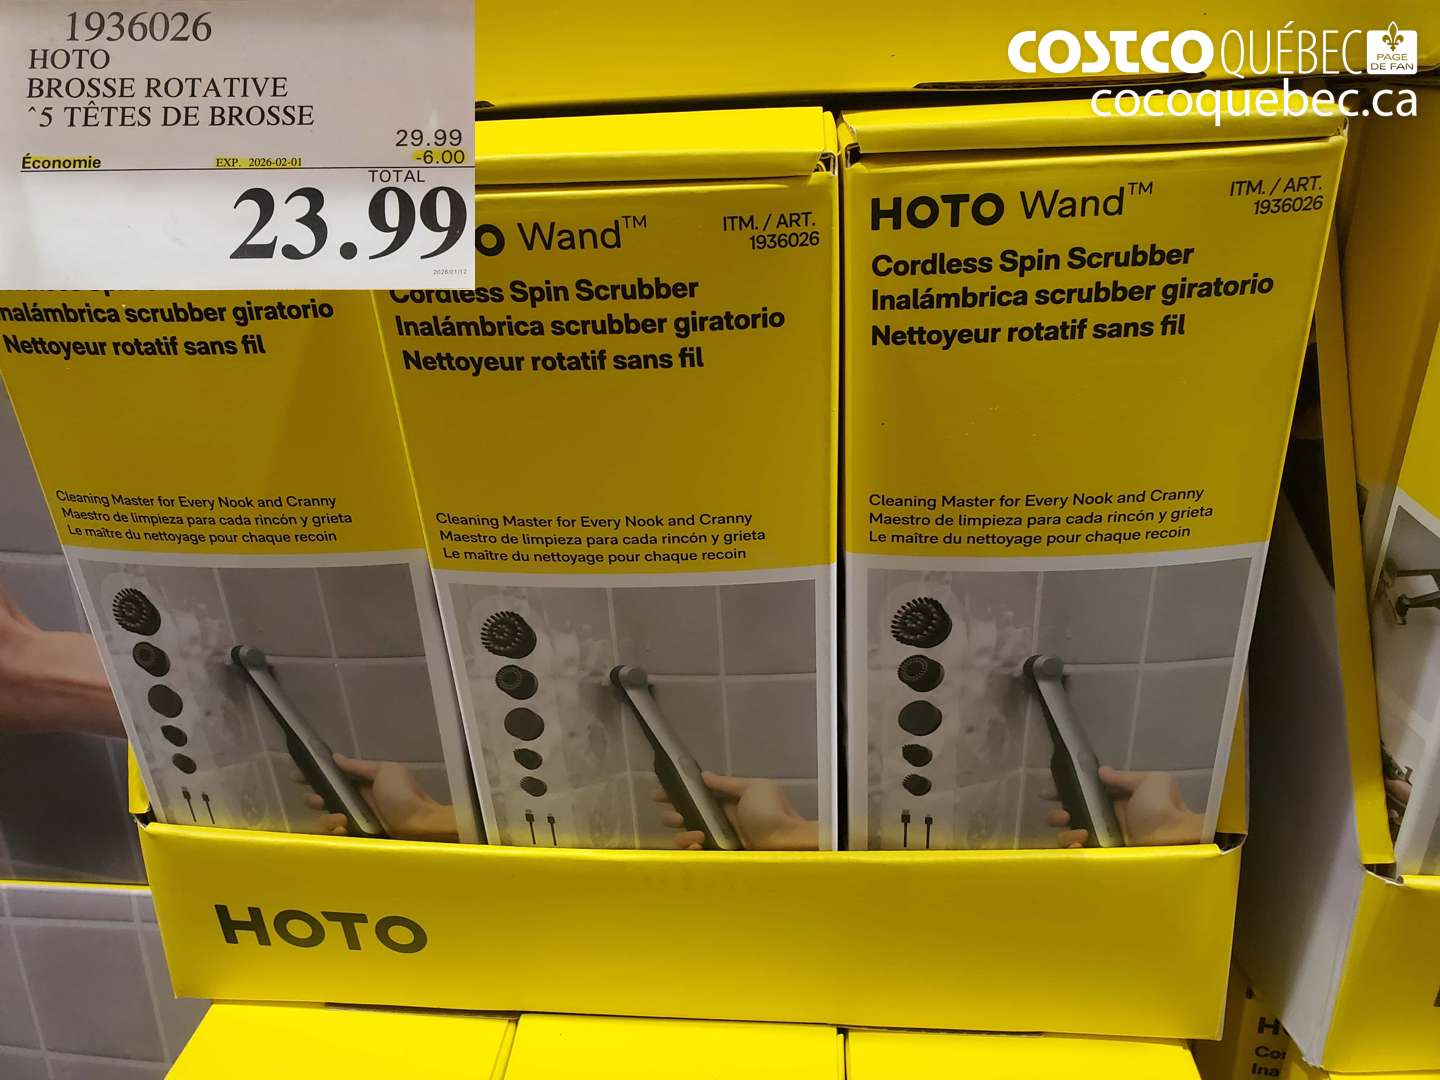 1936026
HOTO
BROSSE ROTATIVE
^5 TÊTES DE BROSSE
29.99
Économie
EXP. 2026-02-01
-6.00
TOTAL
23.99
2026/01/12
COSTCO QUÉBEC
PAGE
DE FAN
cocoquebec.ca
nalámbrica scrubber giratorio
Nettoyeur rotatif sans fil
Cleaning Master for Every Nook and Cranny
Maestro de limpieza para cada rincón y grieta
Le maître du nettoyage pour chaque recoin
O Wand™
ITM. / ART.
1936026
Cordless Spin Scrubber
Inalámbrica scrubber giratorio
Nettoyeur rotatif sans fil
Cleaning Master for Every Nook and Cranny
Maestro de limpieza para cada rincón y grieta
Le maître du nettoyage pour chaque recoin
HOTO Wand™
ITM. / ART.
1936026
Cordless Spin Scrubber
Inalámbrica scrubber giratorio
Nettoyeur rotatif sans fil
Cleaning Master for Every Nook and Cranny
Maestro de limpieza para cada rincón y grieta
Le maître du nettoyage pour chaque recoin
HOTO
H
Co
Ina